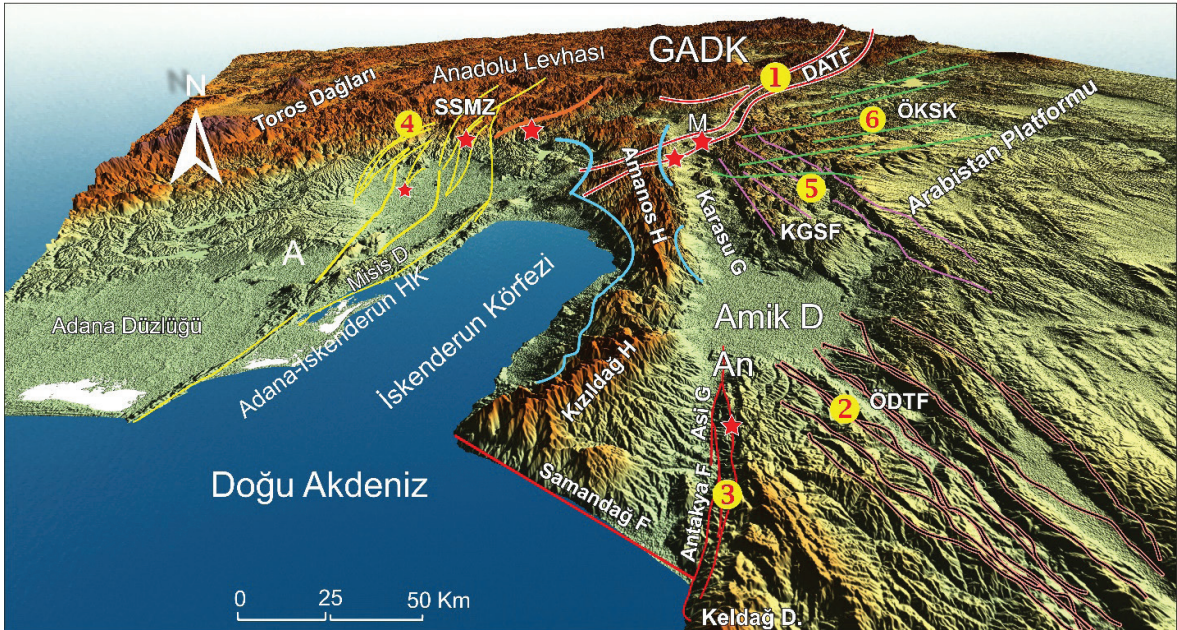 N
N
Toros Dağları
Anadolu Levhası
GADK
1
DATF
4
SSMZ
M
6
ÖKSK
Arabistan Platformu
5
KGSF
Amanos H
Karasu G
A
Misis D
Adana Düzlüğü
Adana-İskenderun HK
İskenderun Körfezi
Amik D
An
Kızıldağ H
2
ÖDTF
Doğu Akdeniz
Samandağ F
Antakya F
Asi G
3
0 25 50 Km
Keldağ D.